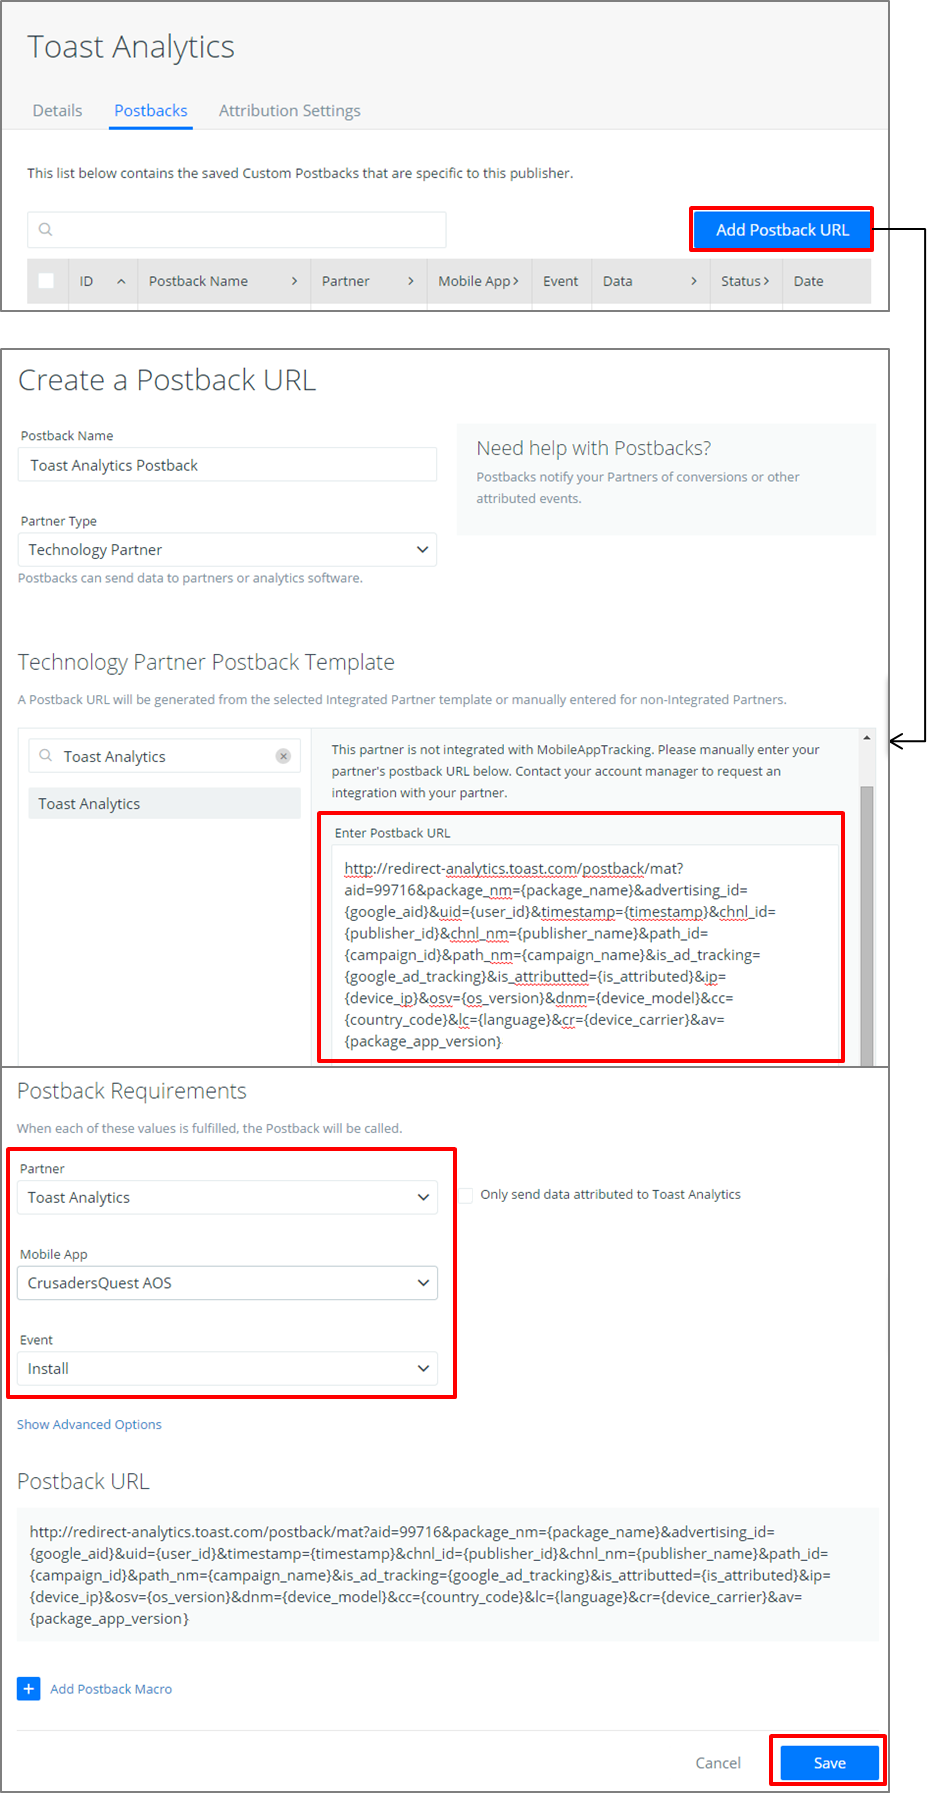 Toast Analytics
Details Postbacks Attribution Settings
This list below contains the saved Custom Postbacks that are specific to this publisher.
Add Postback URL
ID Postback Name Partner Mobile App Event Data Status Date
Create a Postback URL
Postback Name
Toast Analytics Postback
Need help with Postbacks?
Postbacks notify your Partners of conversions or other
attributed events.
Partner Type
Technology Partner
Postbacks can send data to partners or analytics software.
Technology Partner Postback Template
A Postback URL will be generated from the selected Integrated Partner template or manually entered for non-Integrated Partners.
Toast Analytics
Toast Analytics
This partner is not integrated with MobileAppTracking. Please manually enter your
partner's postback URL below. Contact your account manager to request an
integration with your partner.
Enter Postback URL
http://redirect-analytics.toast.com/postback/mat?
aid=99716&package_nm={package_name}&advertising_id=
{google_aid}&uid={user_id}&timestamp={timestamp}&chnl_id=
{publisher_id}&chnl_nm={publisher_name}&path_id=
{campaign_id}&path_nm={campaign_name}&is_ad_tracking=
{google_ad_tracking}&is_attributted={is_attributed}&ip=
{device_ip}&osv={os_version}&dnm={device_model}&cc=
{country_code}&lc={language}&cr={device_carrier}&av=
{package_app_version}
Postback Requirements
When each of these values is fulfilled, the Postback will be called.
Partner
Toast Analytics
Only send data attributed to Toast Analytics
Mobile App
CrusadersQuest AOS
Event
Install
Show Advanced Options
Postback URL
http://redirect-analytics.toast.com/postback/mat?aid=99716&package_nm={package_name}&advertising_id=
{google_aid}&uid={user_id}&timestamp={timestamp}&chnl_id={publisher_id}&chnl_nm={publisher_name}&path_id=
{campaign_id}&path_nm={campaign_name}&is_ad_tracking={google_ad_tracking}&is_attributted={is_attributed}&ip=
{device_ip}&osv={os_version}&dnm={device_model}&cc={country_code}&lc={language}&cr={device_carrier}&av=
{package_app_version}
Add Postback Macro
Cancel Save